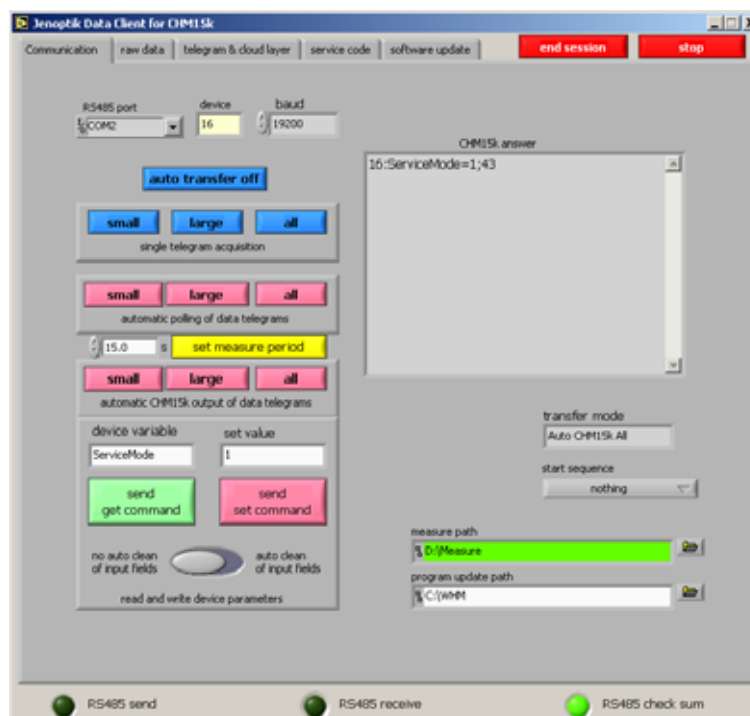 Jenoptik Data Client for CHM15k
Communication raw data telegram & cloud layer service code software update end session stop
RS485 port device baud
COM2 16 19200
CHM15k answer
16:ServiceMode=1;43
auto transfer off
small large all
single telegram acquisition
small large all
automatic polling of data telegrams
15.0 s set measure period
small large all
automatic CHM15k output of data telegrams
device variable set value
ServiceMode 1
send get command
send set command
no auto clean of input fields
auto clean of input fields
read and write device parameters
transfer mode
Auto CHM15k All
start sequence
nothing
measure path
D:\Measure
program update path
C:\WHM
RS485 send RS485 receive RS485 check sum